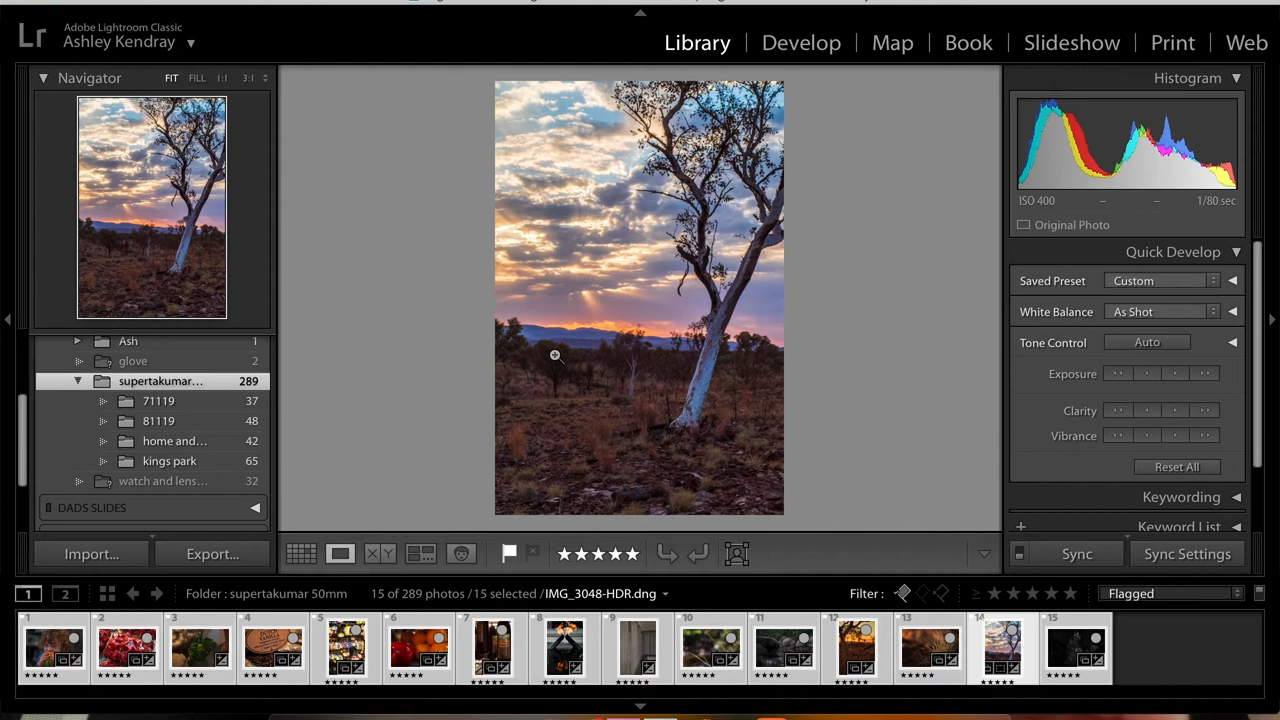 Lr
Adobe Lightroom Classic
Ashley Kendray
Library | Develop | Map | Book | Slideshow | Print | Web
Navigator FIT FILL 1:1 3:1
Ash 1
glove 2
supertakumar... 289
71119 37
81119 48
home and... 42
kings park 65
watch and lens... 32
DADS SLIDES
Import... Export...
Histogram
ISO 400 – – 1/80 sec
Original Photo
Quick Develop
Saved Preset Custom
White Balance As Shot
Tone Control Auto
Exposure
Clarity
Vibrance
Reset All
Keywording
Keyword List
Sync Sync Settings
X Y
1 2 Folder : supertakumar 50mm 15 of 289 photos /15 selected /IMG_3048-HDR.dng Filter : Flagged
1 2 3 4 5 6 7 8 9 10 11 12 13 14 15